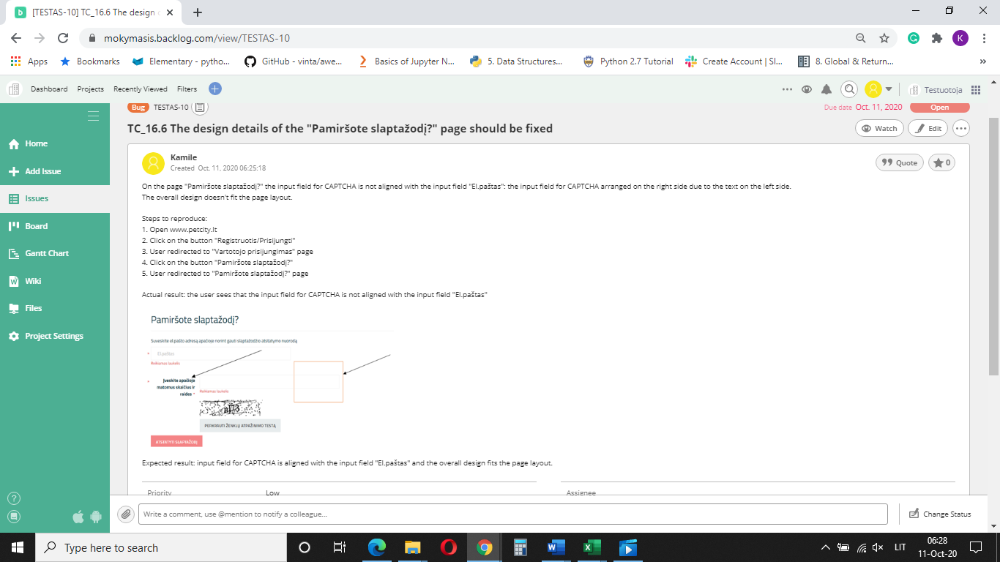 [TESTAS-10] TC_16.6 The design
mokymasis.backlog.com/view/TESTAS-10
K
Apps Bookmarks Elementary - pytho... GitHub - vinta/awe... Basics of Jupyter N... 5. Data Structures... Python 2.7 Tutorial Create Account | Sl... 8. Global & Return...
Dashboard Projects Recently Viewed Filters
Testuotoja
Bug TESTAS-10
Due date Oct. 11, 2020 Open
TC_16.6 The design details of the "Pamiršote slaptažodį?" page should be fixed
Watch Edit
Home
Add Issue
Issues
Board
Gantt Chart
Wiki
Files
Project Settings
Kamile
Created Oct. 11, 2020 06:25:18
Quote 0
On the page "Pamiršote slaptažodį?" the input field for CAPTCHA is not aligned with the input field "El.paštas": the input field for CAPTCHA arranged on the right side due to the text on the left side.
The overall design doesn't fit the page layout.
Steps to reproduce:
1. Open www.petcity.lt
2. Click on the button "Registruotis/Prisijungti"
3. User redirected to "Vartotojo prisijungimas" page
4. Click on the button "Pamiršote slaptažodį?"
5. User redirected to "Pamiršote slaptažodį?" page
Actual result: the user sees that the input field for CAPTCHA is not aligned with the input field "El.paštas"
Pamiršote slaptažodį?
Suveskite el.pašto adresą apačioje norint gauti slaptažodžio atstatymo nuorodą
* El.paštas
Reikiamas laukelis
* Įveskite apačioje
matomus skaičius ir
raides *
Reikiamas laukelis
PERKRAUTI ŽENKLŲ ATPAŽINIMO TESTĄ
ATSTATYTI SLAPTAŽODĮ
Expected result: input field for CAPTCHA is aligned with the input field "El.paštas" and the overall design fits the page layout.
Priority Low Assignee
Write a comment, use @mention to notify a colleague...
Change Status
Type here to search
LIT
06:28
11-Oct-20